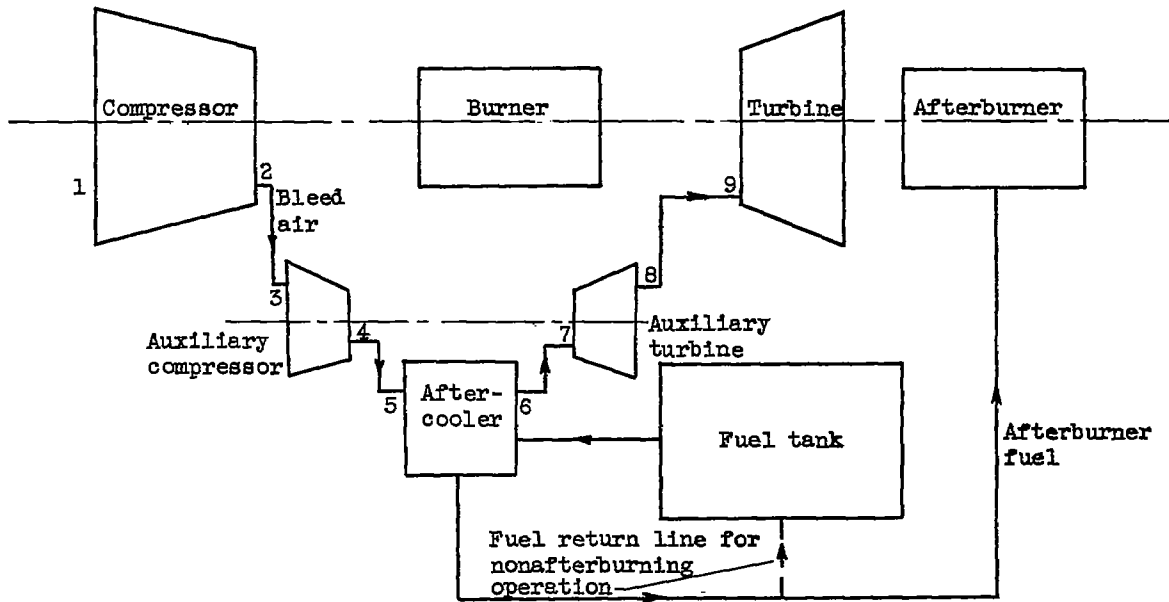 Compressor
Burner
Turbine
Afterburner
1
2
Bleed
air
9
3
8
Auxiliary
compressor
4
7
Auxiliary
turbine
5
After-
cooler
6
Fuel tank
Afterburner
fuel
Fuel return line for
nonafterburning
operation